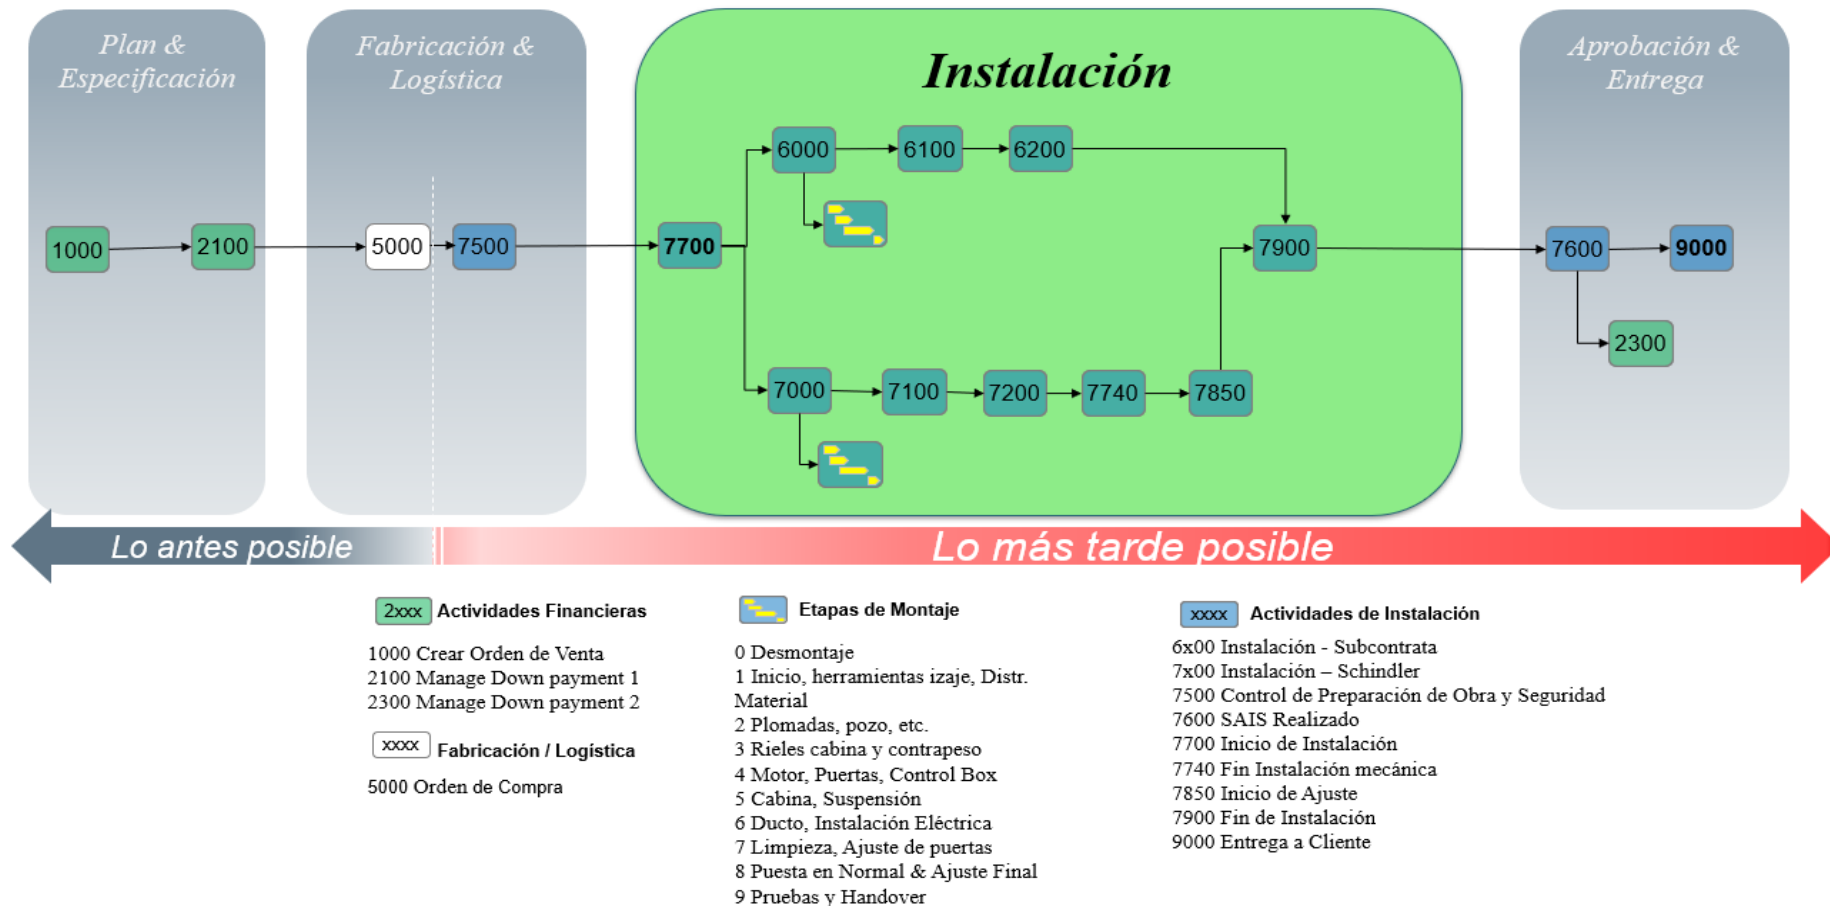 Plan &
Especificación
Fabricación &
Logística
Instalación
Aprobación &
Entrega
6000
6100
6200
1000
2100
5000
7500
7700
7900
7600
9000
2300
7000
7100
7200
7740
7850
Lo antes posible
Lo más tarde posible
2xxx Actividades Financieras
1000 Crear Orden de Venta
2100 Manage Down payment 1
2300 Manage Down payment 2
xxxx Fabricación / Logística
5000 Orden de Compra
Etapas de Montaje
0 Desmontaje
1 Inicio, herramientas izaje, Distr.
Material
2 Plomadas, pozo, etc.
3 Rieles cabina y contrapeso
4 Motor, Puertas, Control Box
5 Cabina, Suspensión
6 Ducto, Instalación Eléctrica
7 Limpieza, Ajuste de puertas
8 Puesta en Normal & Ajuste Final
9 Pruebas y Handover
xxxx Actividades de Instalación
6x00 Instalación - Subcontrata
7x00 Instalación – Schindler
7500 Control de Preparación de Obra y Seguridad
7600 SAIS Realizado
7700 Inicio de Instalación
7740 Fin Instalación mecánica
7850 Inicio de Ajuste
7900 Fin de Instalación
9000 Entrega a Cliente